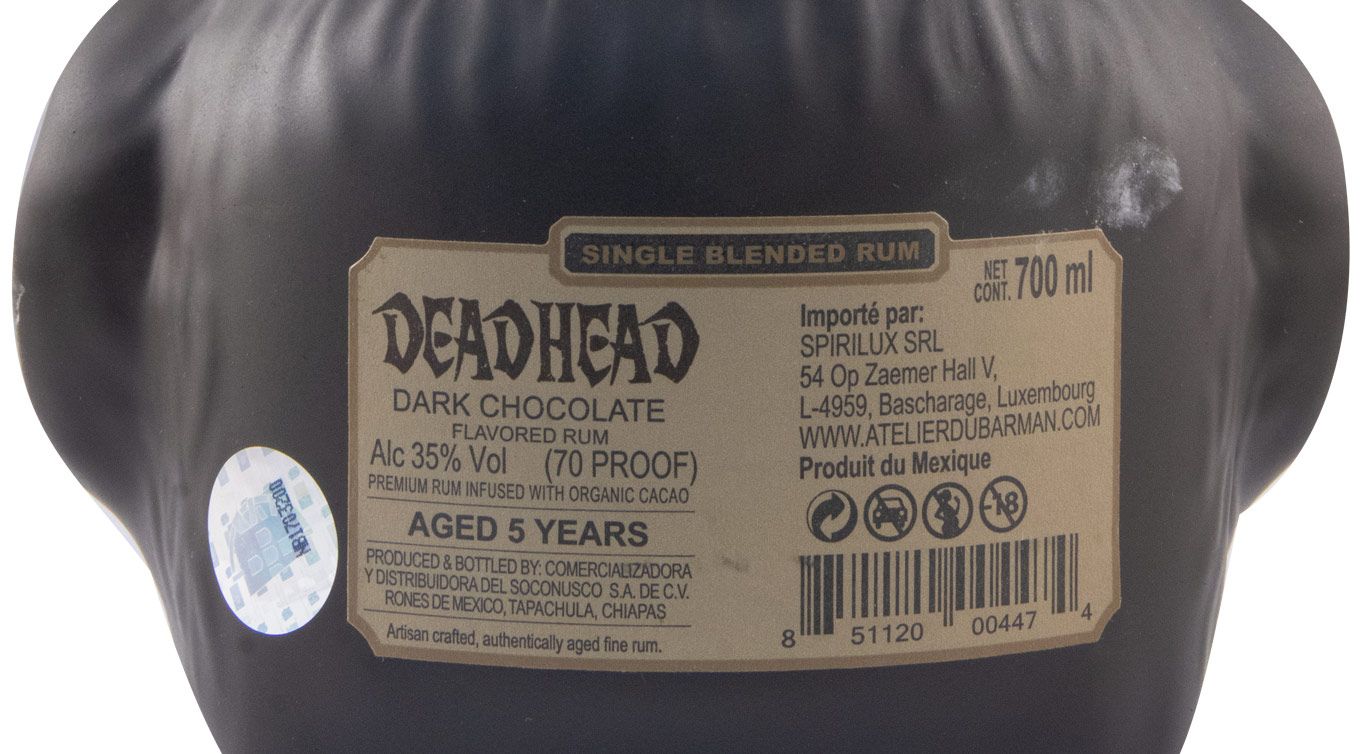 SINGLE BLENDED RUM
DEADHEAD
DARK CHOCOLATE
FLAVORED RUM
Alc 35% Vol (70 PROOF)
PREMIUM RUM INFUSED WITH ORGANIC CACAO
AGED 5 YEARS
PRODUCED & BOTTLED BY: COMERCIALIZADORA
Y DISTRIBUIDORA DEL SOCONUSCO S.A. DE C.V.
RONES DE MEXICO, TAPACHULA, CHIAPAS
Artisan crafted, authentically aged fine rum.
NET
CONT. 700 ml
Importé par:
SPIRILUX SRL
54 Op Zaemer Hall V,
L-4959, Bascharage, Luxembourg
WWW.ATELIERDUBARMAN.COM
Produit du Mexique
-18
8 51120 00447 4